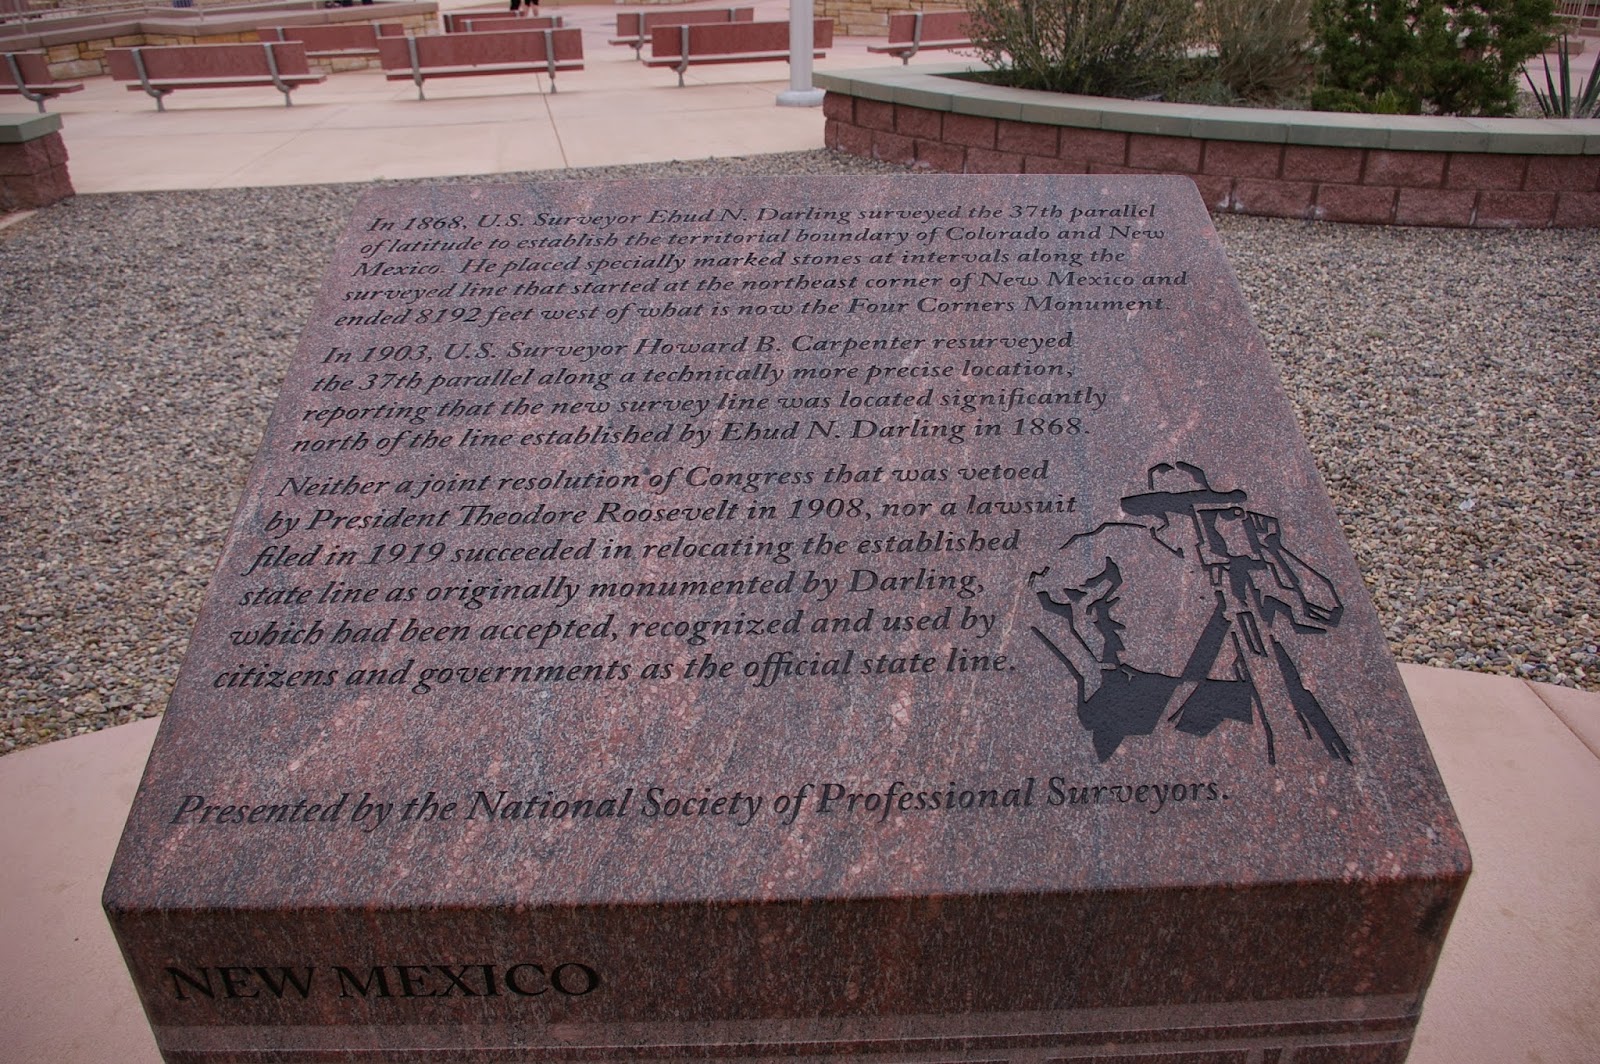 In 1868, U.S. Surveyor Ehud N. Darling surveyed the 37th parallel
of latitude to establish the territorial boundary of Colorado and New
Mexico. He placed specially marked stones at intervals along the
surveyed line that started at the northeast corner of New Mexico and
ended 8192 feet west of what is now the Four Corners Monument.
In 1903, U.S. Surveyor Howard B. Carpenter resurveyed
the 37th parallel along a technically more precise location,
reporting that the new survey line was located significantly
north of the line established by Ehud N. Darling in 1868.
Neither a joint resolution of Congress that was vetoed
by President Theodore Roosevelt in 1908, nor a lawsuit
filed in 1919 succeeded in relocating the established
state line as originally monumented by Darling,
which had been accepted, recognized and used by
citizens and governments as the official state line.
Presented by the National Society of Professional Surveyors.
NEW MEXICO